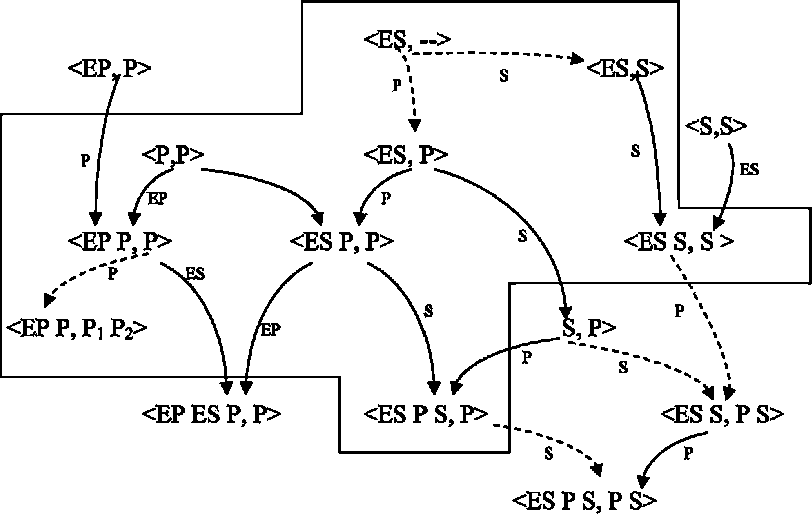 <ES, -->
<EP, P> P S <ES,S>
<S,S>
P <P,P> <ES, P> S ES
EP P
<EP P, P> <ES P, P> S <ES S, S >
P ES
<EP P, P1 P2> EP S S, P> P
P S
<EP ES P, P> <ES P S, P> <ES S, P S>
S P
<ES P S, P S>